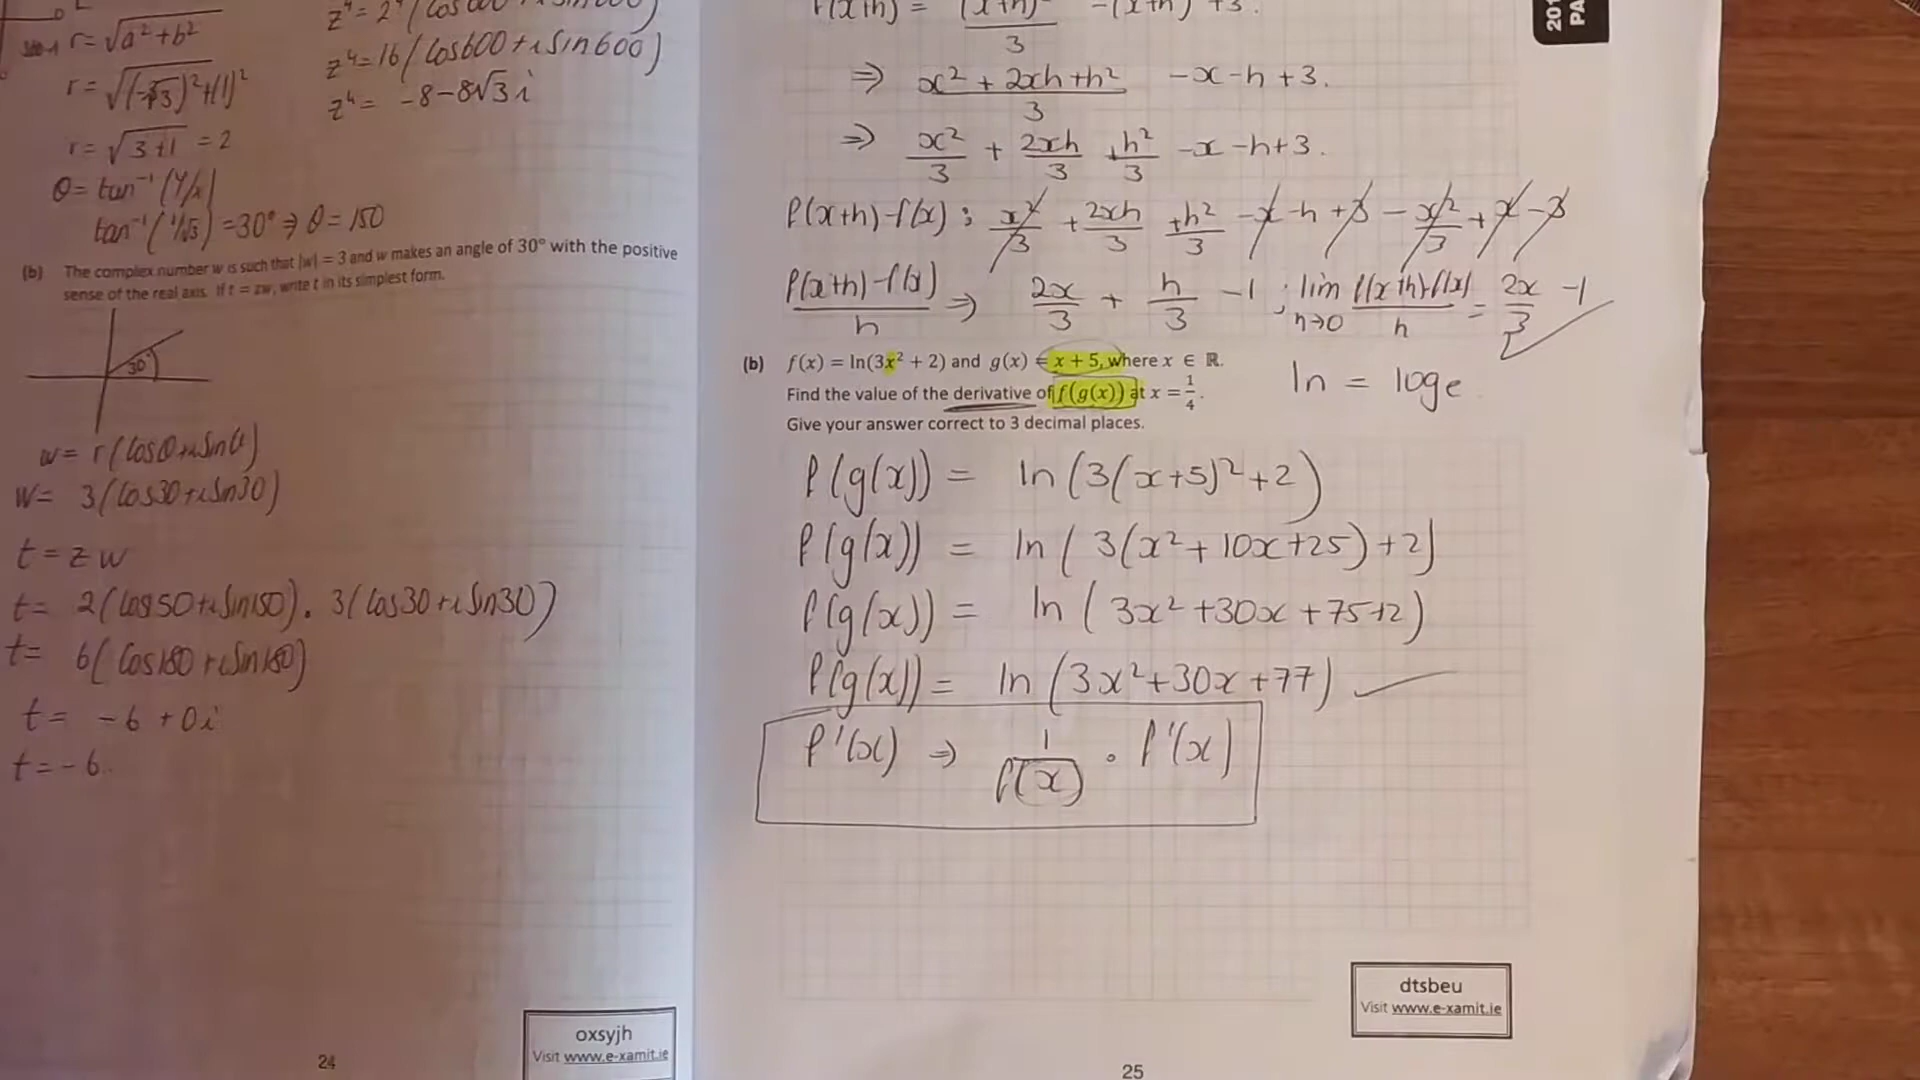 r = √a² + b²
r = √(-√3)² + (1)²
r = √3+1 = 2
θ = tan⁻¹ (y/x)
tan⁻¹ (1/√3) = 30° ⇒ θ = 150
z⁴ = 16 (cos600 + i sin600)
z⁴ = -8 - 8√3 i
(b) The complex number w is such that |w| = 3 and w makes an angle of 30° with the positive
sense of the real axis. If t = zw, write t in its simplest form.
30°
w = r (cosθ + i sinθ)
w = 3 (cos30 + i sin30)
t = z w
t = 2 (cos150 + i sin150) . 3 (cos30 + i sin30)
t = 6 (cos180 + i sin180)
t = -6 + 0i
t = -6
oxsyjh
Visit www.e-xamit.ie
24
201
PA
f(x+h) = (x+h)²/3 - (x+h) + 3.
⇒ x² + 2xh + h²/3 - x - h + 3.
⇒ x²/3 + 2xh/3 + h²/3 - x - h + 3.
f(x+h) - f(x) : x²/3 + 2xh/3 + h²/3 - x - h + 3 - x²/3 + x - 3
f(x+h) - f(x)/h ⇒ 2x/3 + h/3 - 1 ; lim h→0 f(x+h) - f(x)/h = 2x/3 - 1
(b) f(x) = ln(3x² + 2) and g(x) = x + 5, where x ∈ ℝ.
Find the value of the derivative of f(g(x)) at x = 1/4.
Give your answer correct to 3 decimal places.
ln = loge
f(g(x)) = ln (3(x+5)² + 2)
f(g(x)) = ln (3(x² + 10x + 25) + 2)
f(g(x)) = ln (3x² + 30x + 75 + 2)
f(g(x)) = ln (3x² + 30x + 77)
f'(x) ⇒ 1/f(x) . f'(x)
dtsbeu
Visit www.e-xamit.ie
25